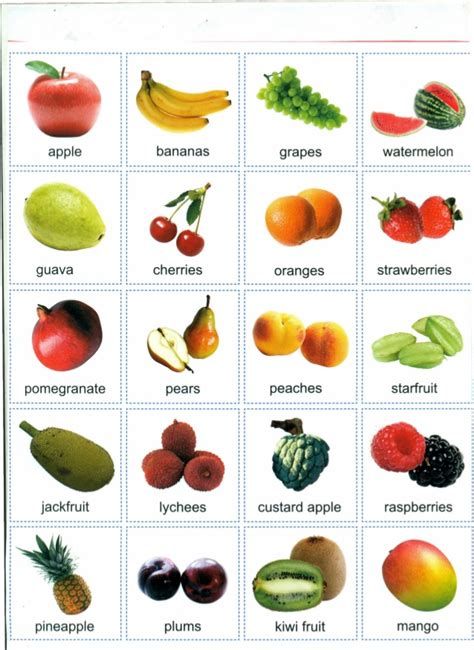 apple
bananas
grapes
watermelon
guava
cherries
oranges
strawberries
pomegranate
pears
peaches
starfruit
jackfruit
lychees
custard apple
raspberries
pineapple
plums
kiwi fruit
mango